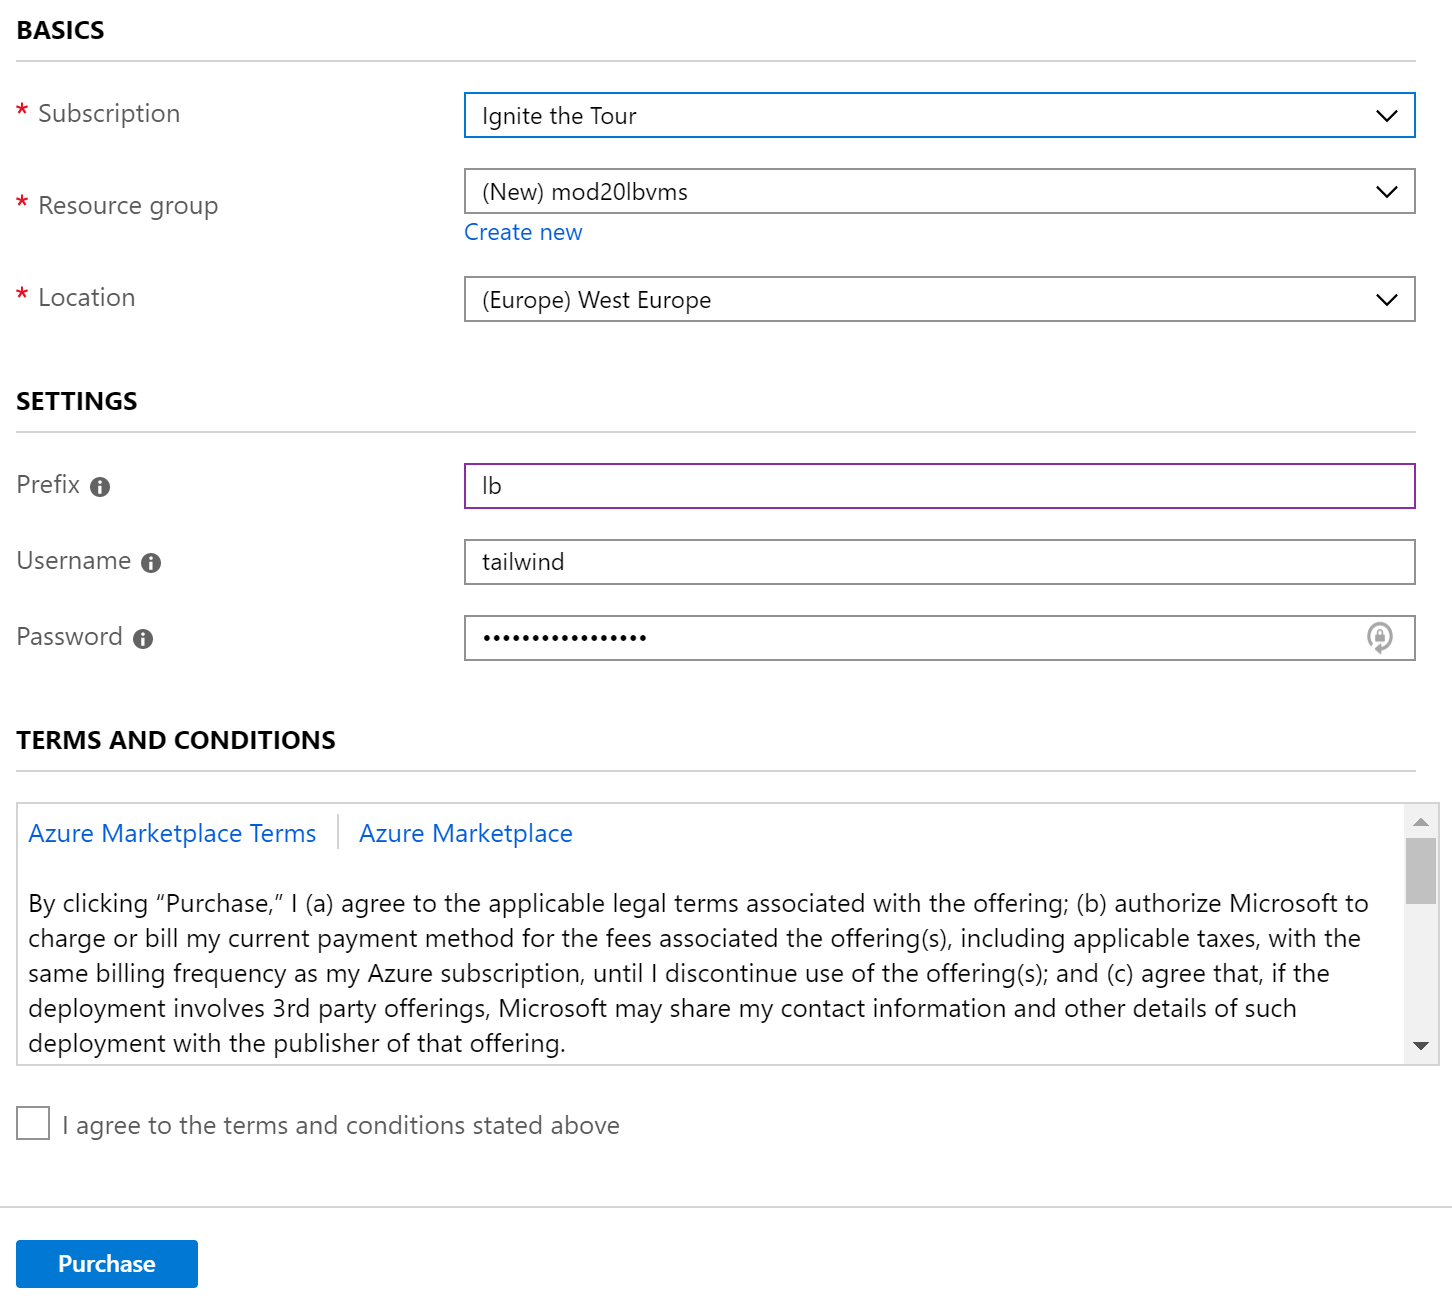 BASICS
* Subscription
Ignite the Tour
* Resource group
(New) mod20lbvms
Create new
* Location
(Europe) West Europe
SETTINGS
Prefix
lb
Username
tailwind
Password
•••••••••••••••••
TERMS AND CONDITIONS
Azure Marketplace Terms | Azure Marketplace
By clicking “Purchase,” I (a) agree to the applicable legal terms associated with the offering; (b) authorize Microsoft to
charge or bill my current payment method for the fees associated the offering(s), including applicable taxes, with the
same billing frequency as my Azure subscription, until I discontinue use of the offering(s); and (c) agree that, if the
deployment involves 3rd party offerings, Microsoft may share my contact information and other details of such
deployment with the publisher of that offering.
I agree to the terms and conditions stated above
Purchase